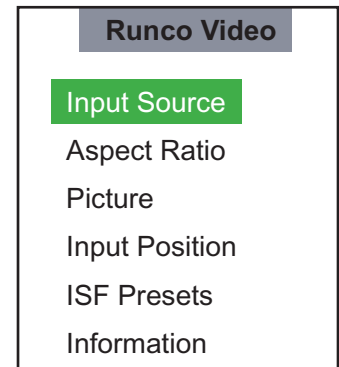 Runco Video
Input Source
Aspect Ratio
Picture
Input Position
ISF Presets
Information